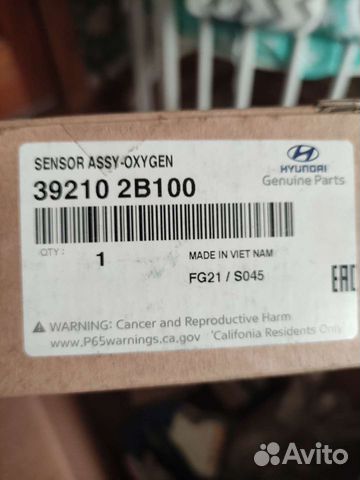 SENSOR ASSY-OXYGEN
HYUNDAI
Genuine Parts
39210 2B100
QTY : 1
MADE IN VIET NAM
FG21 / S045
EAC
WARNING: Cancer and Reproductive Harm
www.P65warnings.ca.gov *Califonia Residents Only
Avito